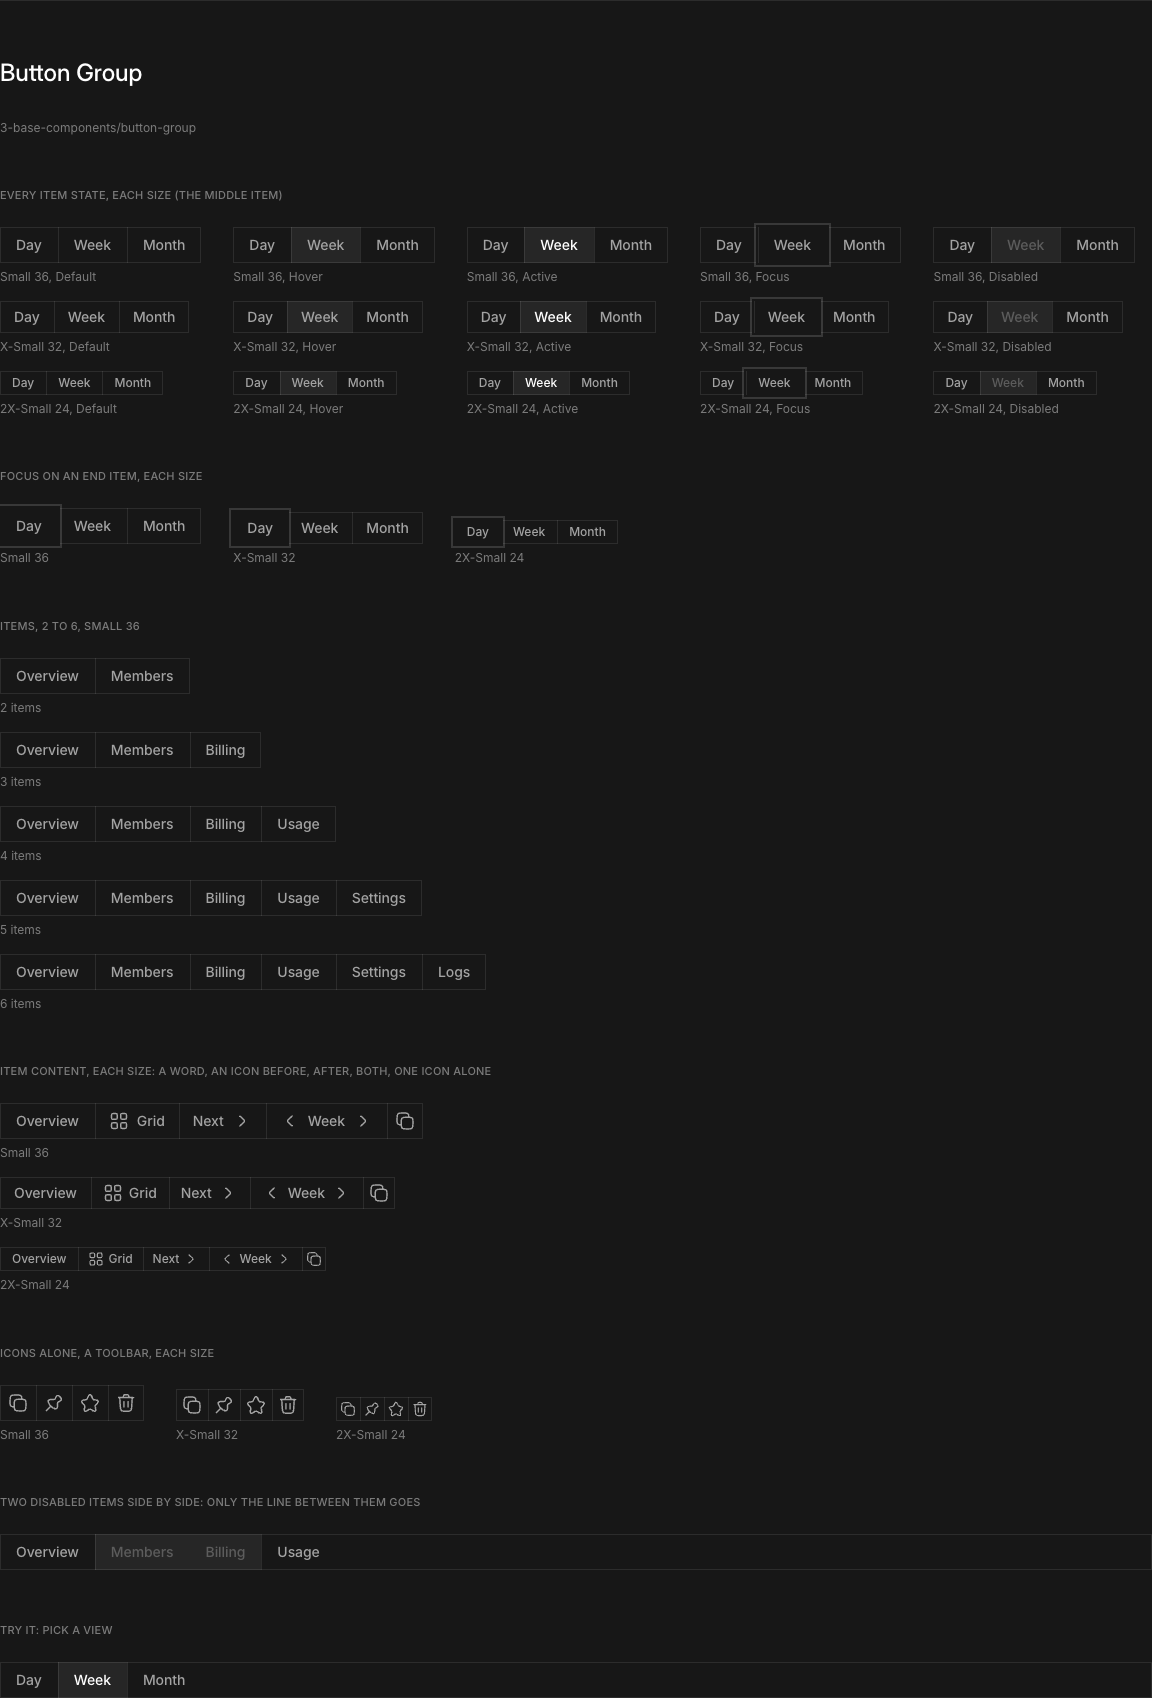 Button Group
3-base-components/button-group
EVERY ITEM STATE, EACH SIZE (THE MIDDLE ITEM)
Day Week Month Day Week Month Day Week Month Day Week Month Day Week Month
Small 36, Default Small 36, Hover Small 36, Active Small 36, Focus Small 36, Disabled
Day Week Month Day Week Month Day Week Month Day Week Month Day Week Month
X-Small 32, Default X-Small 32, Hover X-Small 32, Active X-Small 32, Focus X-Small 32, Disabled
Day Week Month Day Week Month Day Week Month Day Week Month Day Week Month
2X-Small 24, Default 2X-Small 24, Hover 2X-Small 24, Active 2X-Small 24, Focus 2X-Small 24, Disabled
FOCUS ON AN END ITEM, EACH SIZE
Day Week Month Day Week Month Day Week Month
Small 36 X-Small 32 2X-Small 24
ITEMS, 2 TO 6, SMALL 36
Overview Members
2 items
Overview Members Billing
3 items
Overview Members Billing Usage
4 items
Overview Members Billing Usage Settings
5 items
Overview Members Billing Usage Settings Logs
6 items
ITEM CONTENT, EACH SIZE: A WORD, AN ICON BEFORE, AFTER, BOTH, ONE ICON ALONE
Overview Grid Next Week
Small 36
Overview Grid Next Week
X-Small 32
Overview Grid Next Week
2X-Small 24
ICONS ALONE, A TOOLBAR, EACH SIZE
Small 36 X-Small 32 2X-Small 24
TWO DISABLED ITEMS SIDE BY SIDE: ONLY THE LINE BETWEEN THEM GOES
Overview Members Billing Usage
TRY IT: PICK A VIEW
Day Week Month